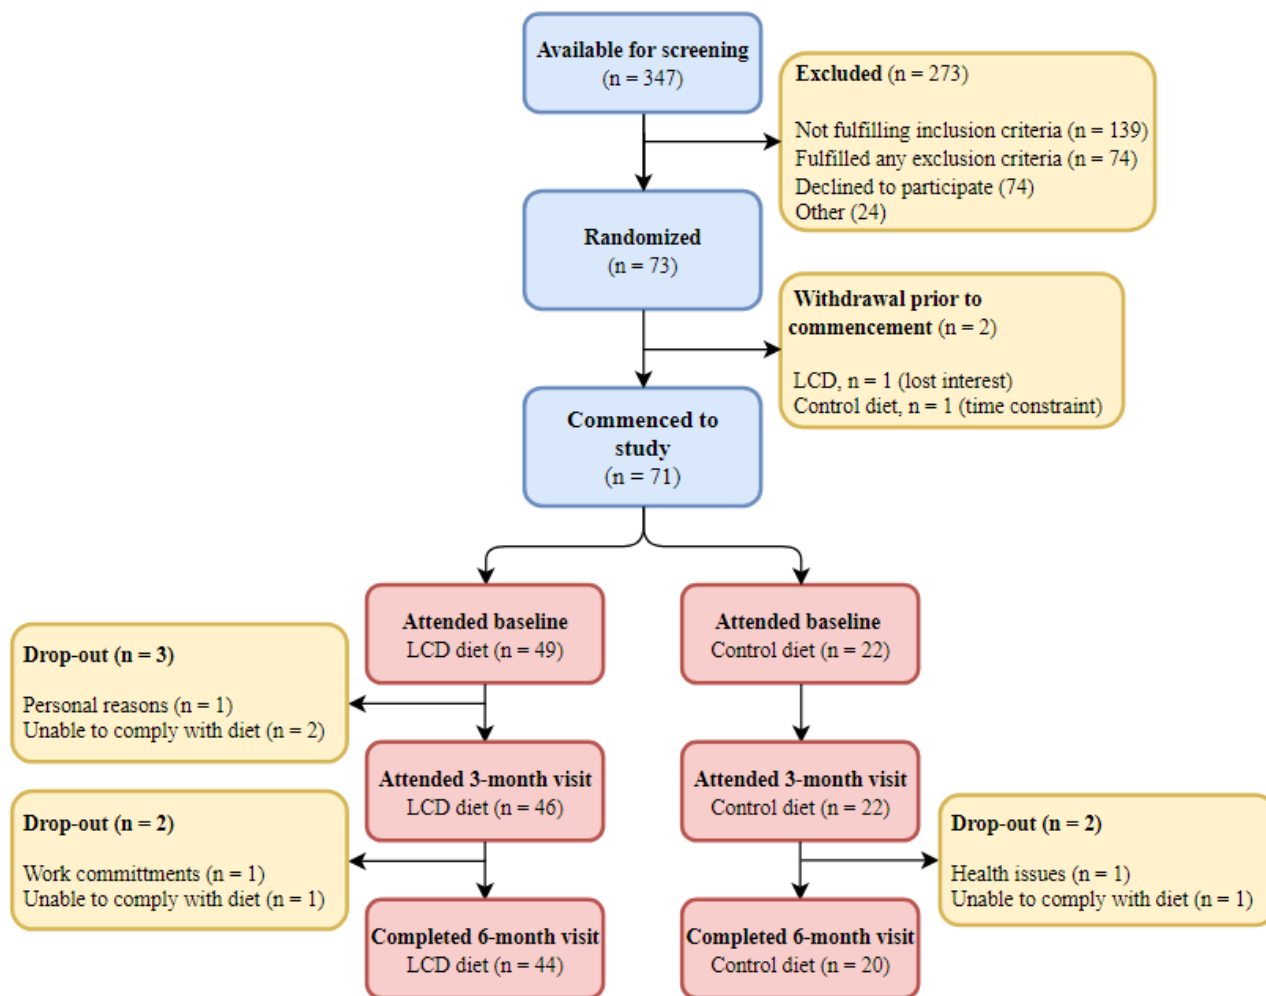 Available for screening
(n = 347)
Excluded (n = 273)
Not fulfilling inclusion criteria (n = 139)
Fulfilled any exclusion criteria (n = 74)
Declined to participate (74)
Other (24)
Randomized
(n = 73)
Withdrawal prior to
commencement (n = 2)
LCD, n = 1 (lost interest)
Control diet, n = 1 (time constraint)
Commenced to
study
(n = 71)
Attended baseline
LCD diet (n = 49)
Attended baseline
Control diet (n = 22)
Drop-out (n = 3)
Personal reasons (n = 1)
Unable to comply with diet (n = 2)
Attended 3-month visit
LCD diet (n = 46)
Attended 3-month visit
Control diet (n = 22)
Drop-out (n = 2)
Work committments (n = 1)
Unable to comply with diet (n = 1)
Drop-out (n = 2)
Health issues (n = 1)
Unable to comply with diet (n = 1)
Completed 6-month visit
LCD diet (n = 44)
Completed 6-month visit
Control diet (n = 20)